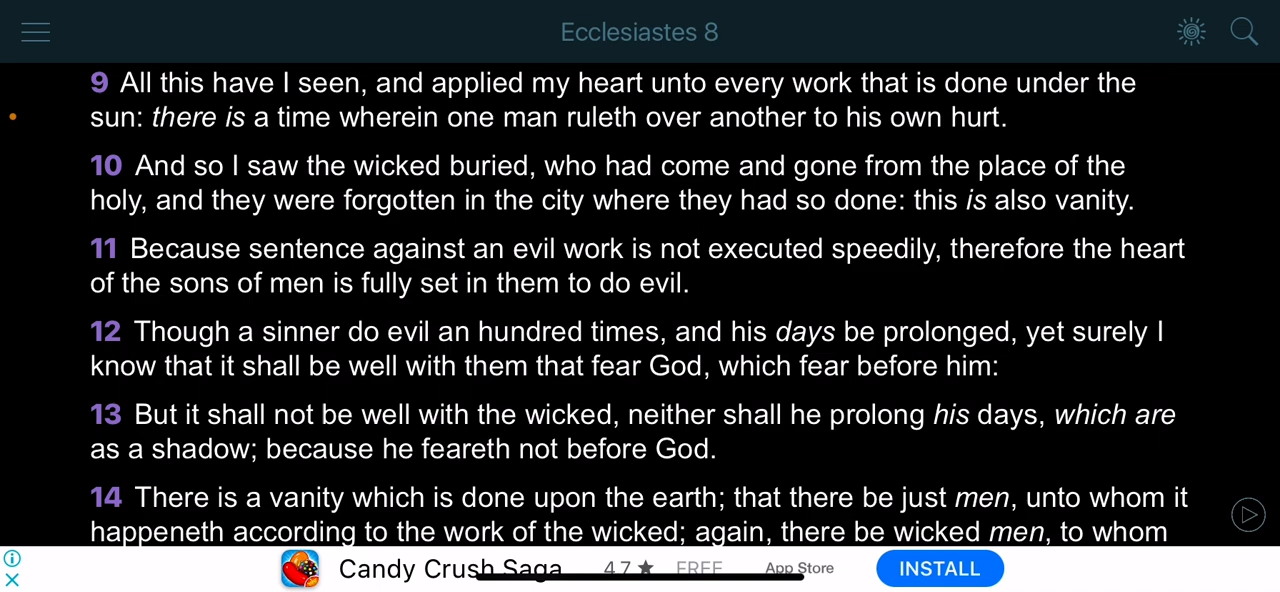 Ecclesiastes 8
9 All this have I seen, and applied my heart unto every work that is done under the
sun: there is a time wherein one man ruleth over another to his own hurt.
10 And so I saw the wicked buried, who had come and gone from the place of the
holy, and they were forgotten in the city where they had so done: this is also vanity.
11 Because sentence against an evil work is not executed speedily, therefore the heart
of the sons of men is fully set in them to do evil.
12 Though a sinner do evil an hundred times, and his days be prolonged, yet surely I
know that it shall be well with them that fear God, which fear before him:
13 But it shall not be well with the wicked, neither shall he prolong his days, which are
as a shadow; because he feareth not before God.
14 There is a vanity which is done upon the earth; that there be just men, unto whom it
happeneth according to the work of the wicked; again, there be wicked men, to whom
Candy Crush Saga 4.7 ★ FREE App Store INSTALL